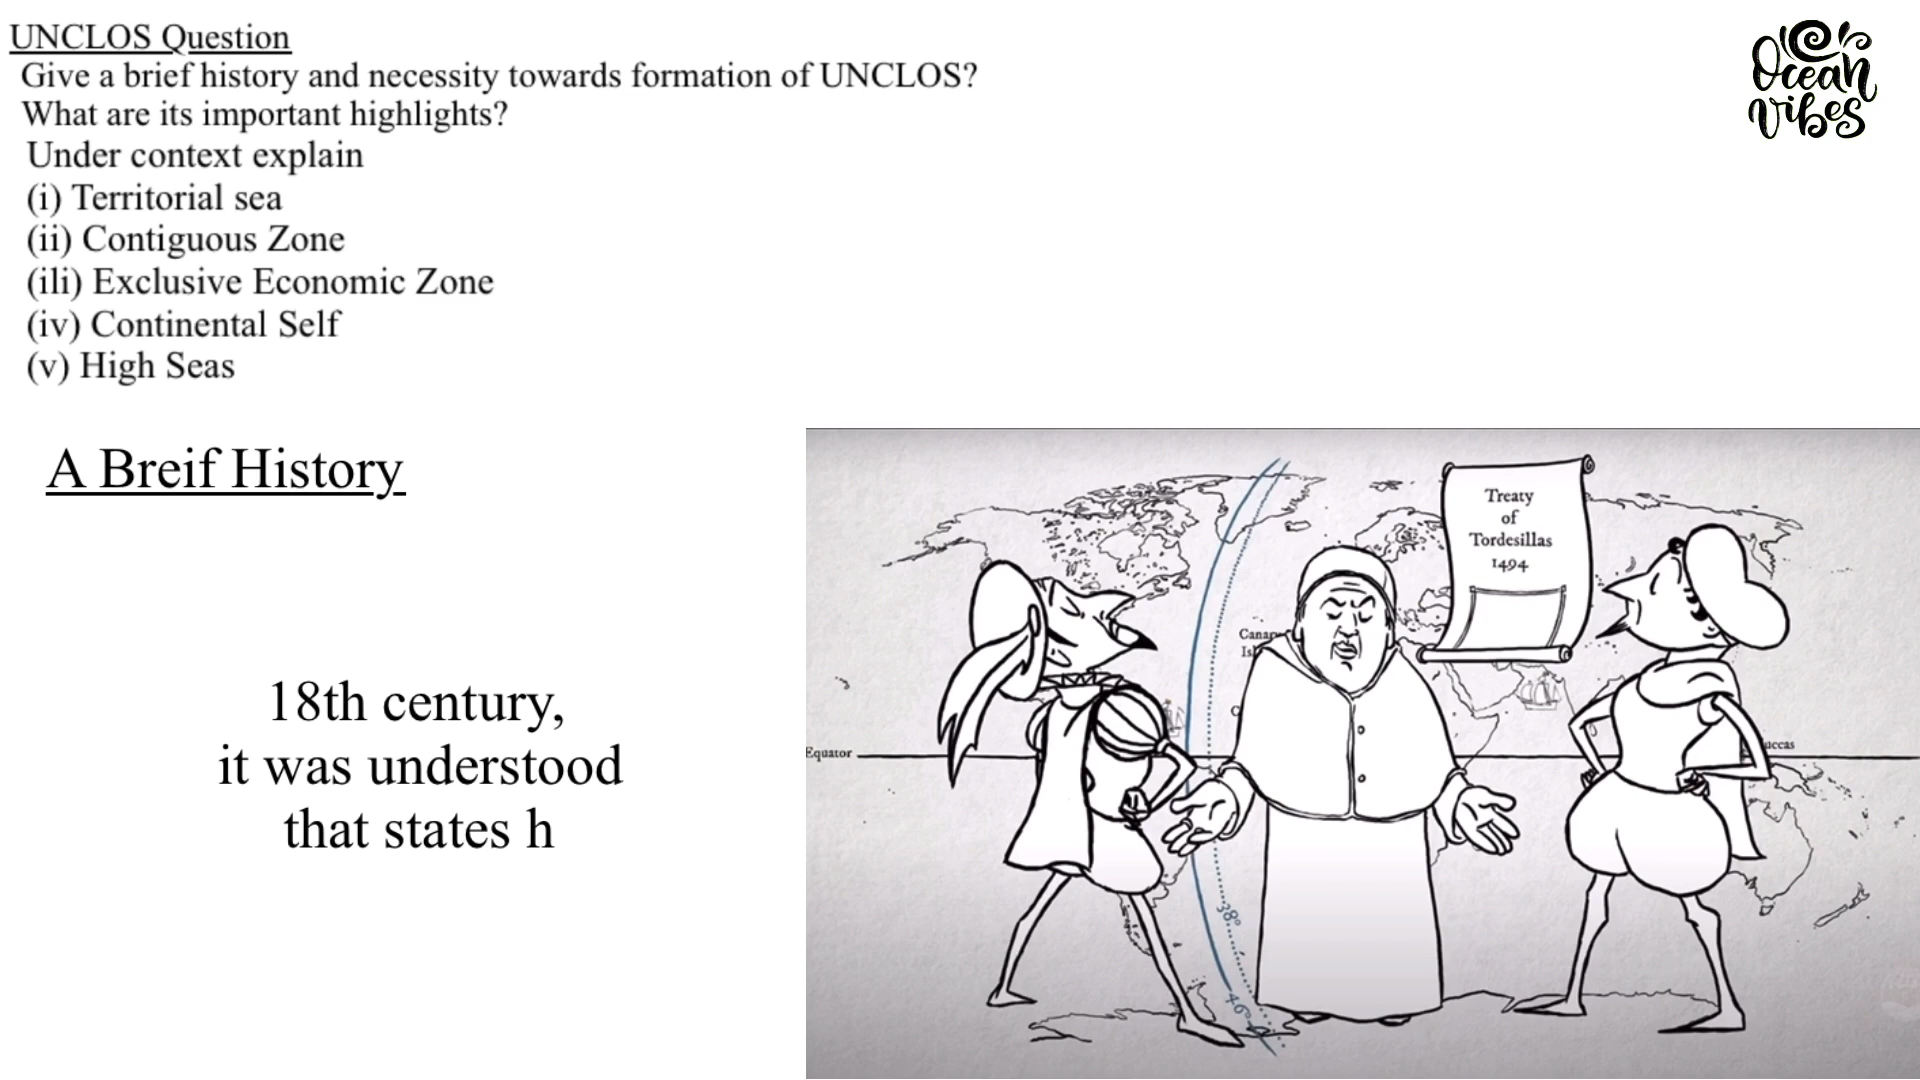 UNCLOS Question
Give a brief history and necessity towards formation of UNCLOS?
What are its important highlights?
Under context explain
(i) Territorial sea
(ii) Contiguous Zone
(ili) Exclusive Economic Zone
(iv) Continental Self
(v) High Seas
Ocean
Vibes
A Breif History
18th century,
it was understood
that states h
Treaty
of
Tordesillas
1494
Equator
38°
46°